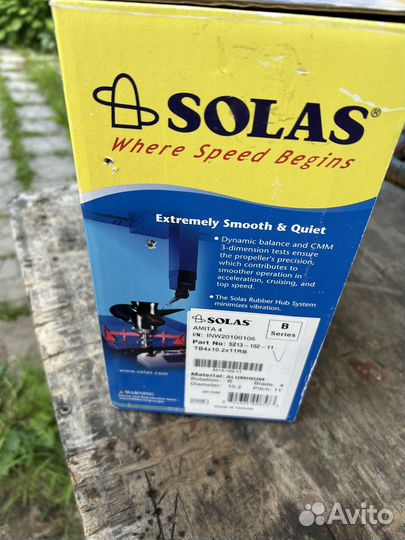 SOLAS®
Where Speed Begins
Extremely Smooth & Quiet
• Dynamic balance and CMM
3-dimension tests ensure
the propeller's precision,
which contributes to
smoother operation in
acceleration, cruising, and
top speed.
• The Solas Rubber Hub System
minimizes vibration.
SOLAS®
B
Series
AMITA 4
IN: INW20100106
Part No: 5213-102-11
TB4x10.2x11RB
Material: ALUMINUM
Rotation: R Blade: 4
Diameter: 10.2 Pitch: 11
www.solas.com
WARNING
Avito